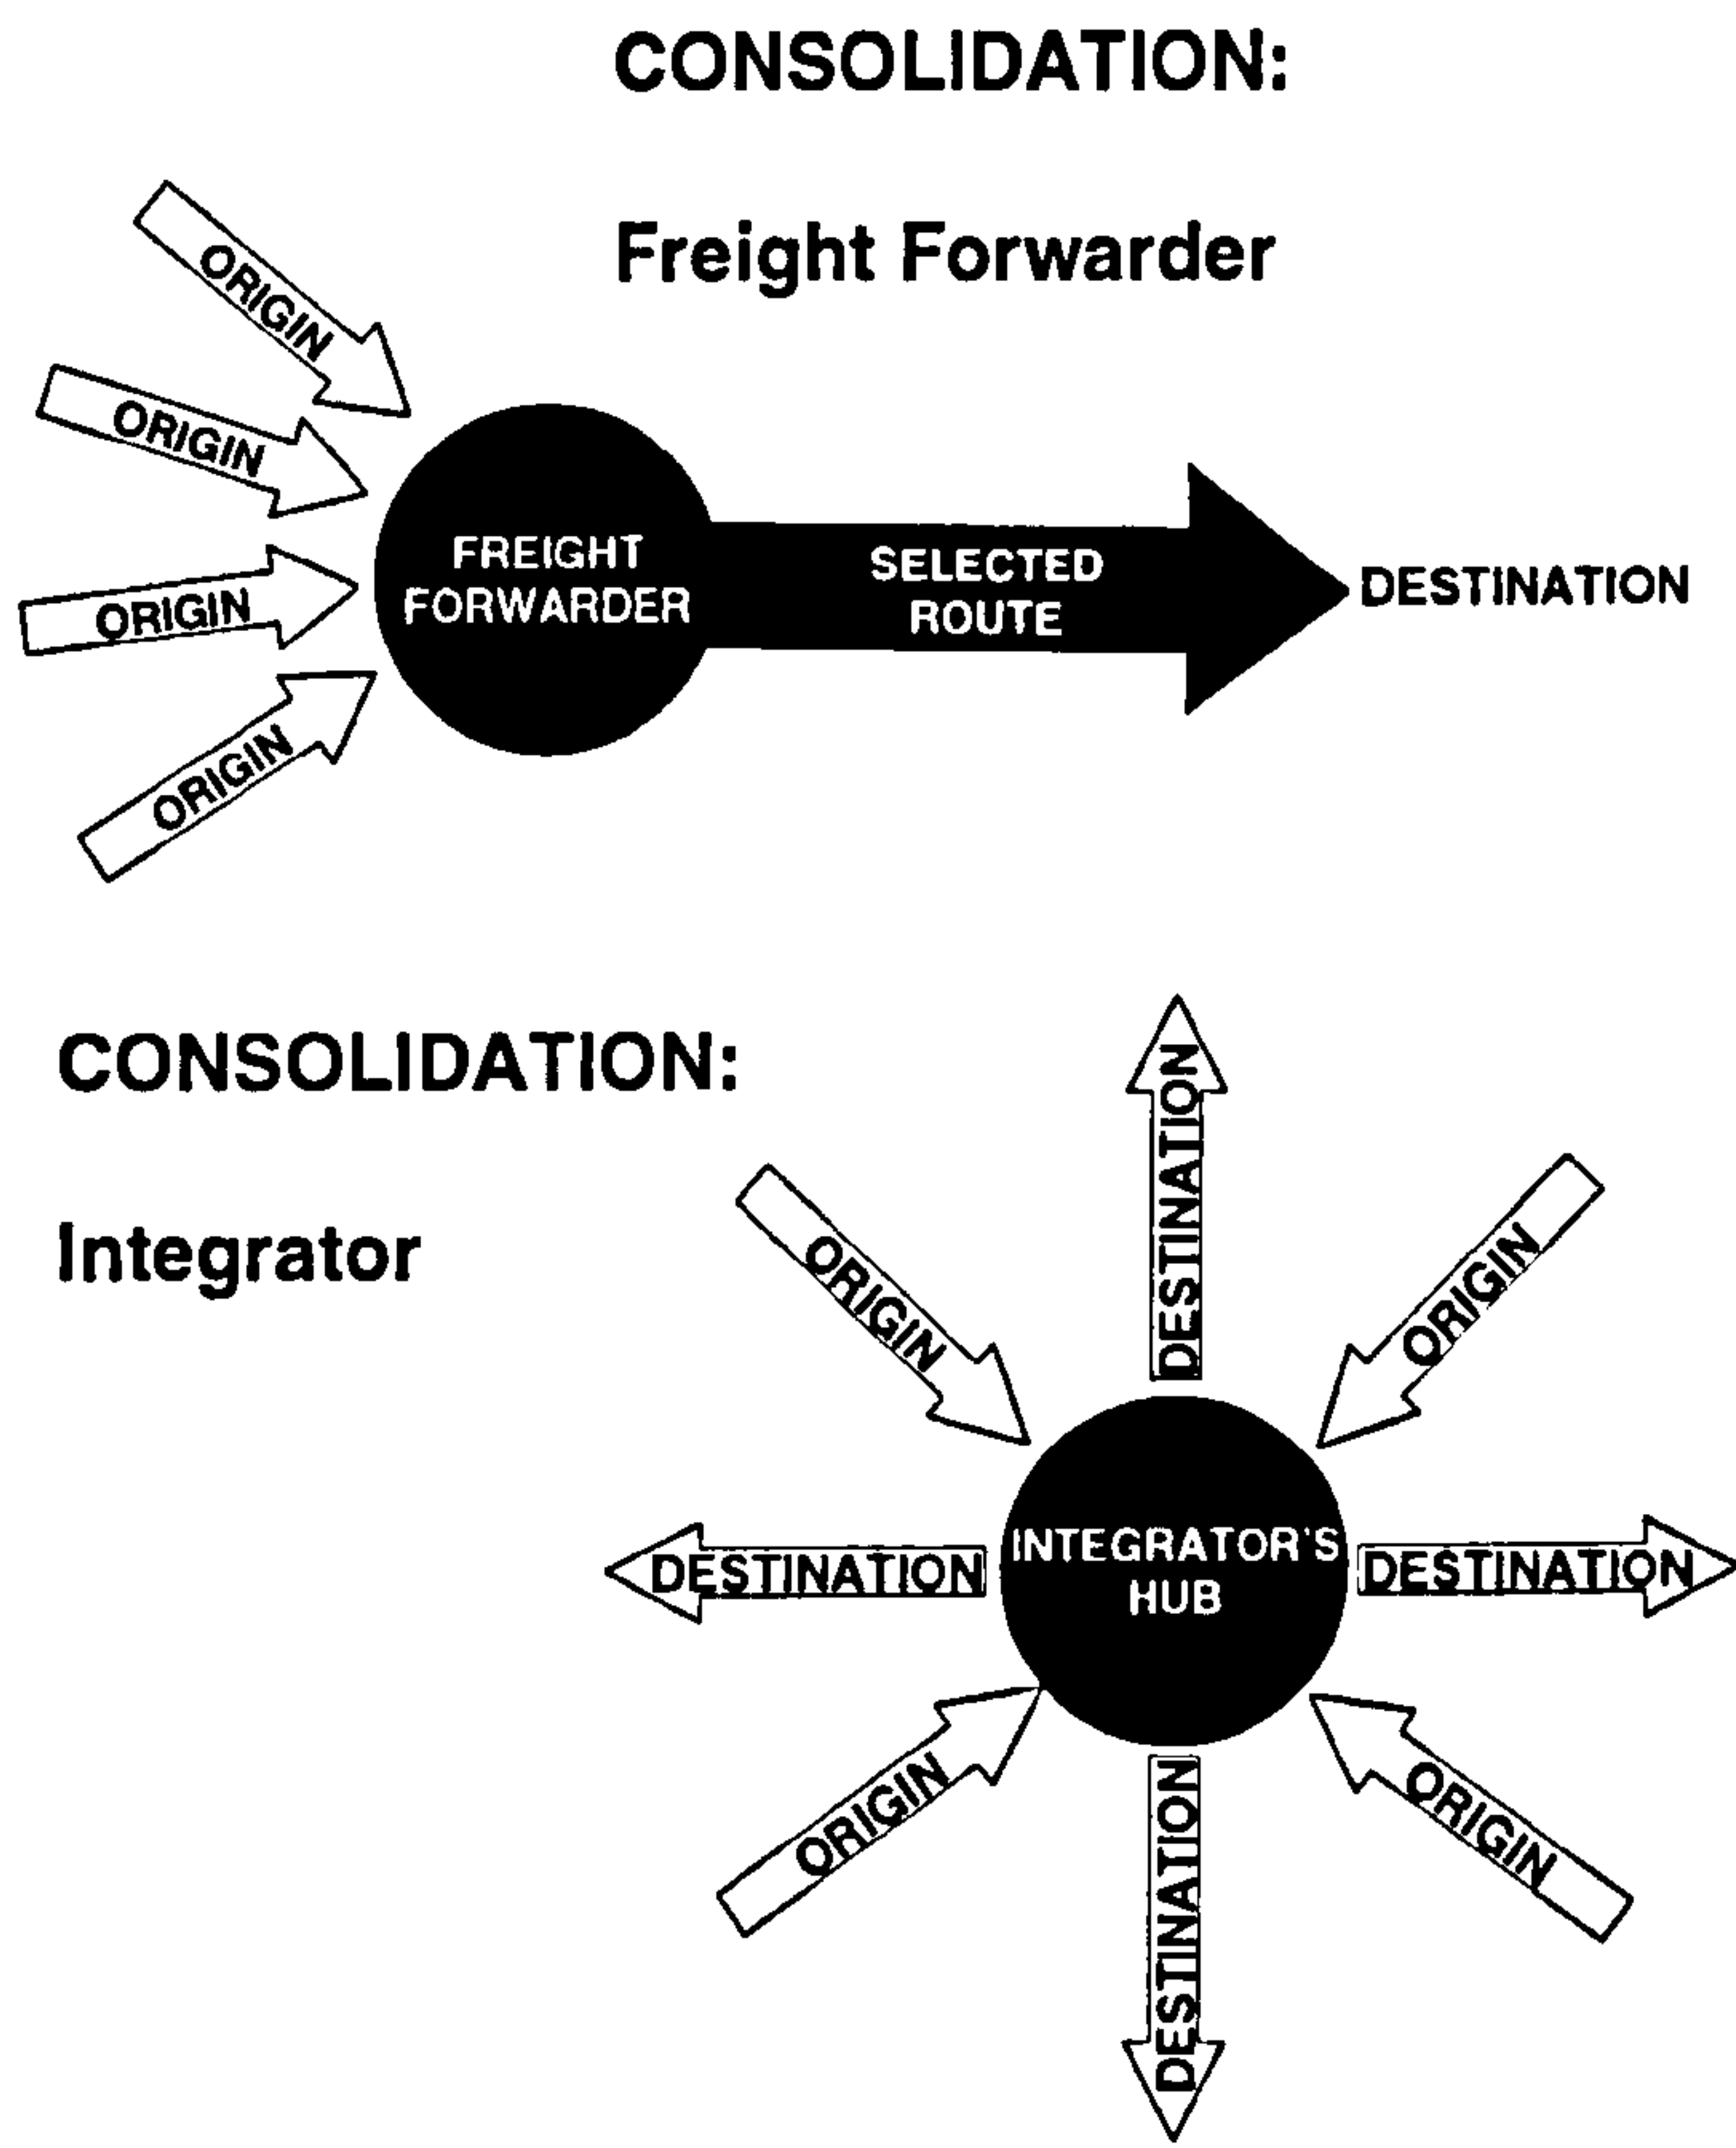 CONSOLIDATION:
Freight Forwarder
ORIGIN
ORIGIN
ORIGIN
ORIGIN
FREIGHT
FORWARDER
SELECTED
ROUTE
DESTINATION
CONSOLIDATION:
Integrator
DESTINATION
ORIGIN
ORIGIN
DESTINATION
INTEGRATOR'S
HUB
DESTINATION
ORIGIN
ORIGIN
DESTINATION